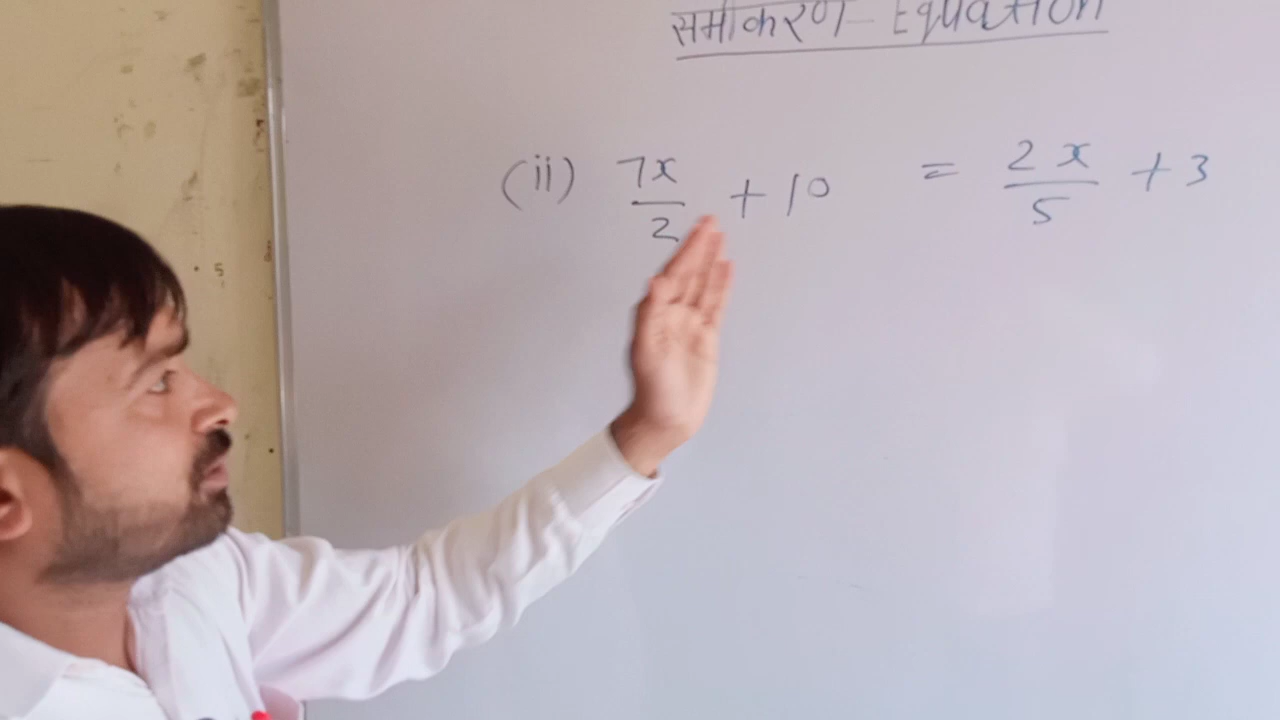 समीकरण - Equation
(ii) 7x/2 + 10 = 2x/5 + 3